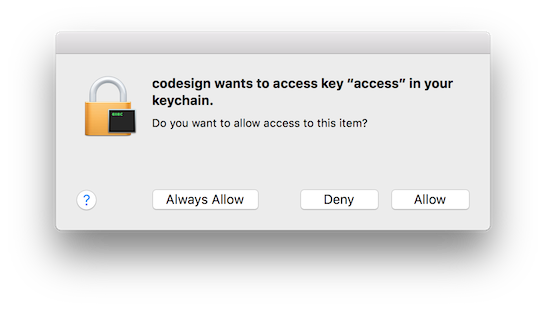 codesign wants to access key “access” in your
keychain.
Do you want to allow access to this item?
?
Always Allow
Deny
Allow